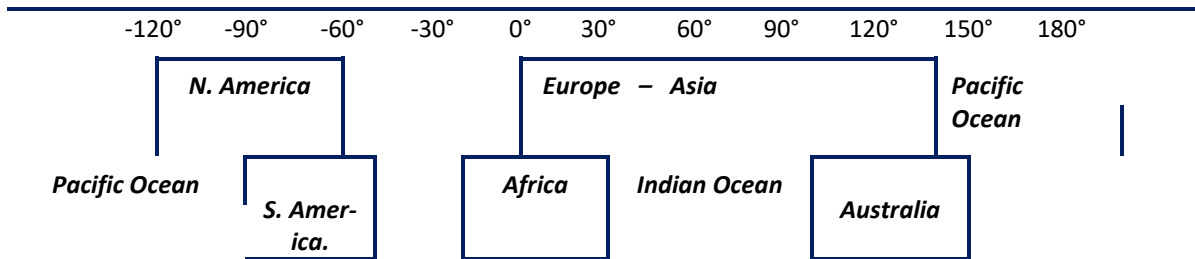 -120° -90° -60° -30° 0° 30° 60° 90° 120° 150° 180°
N. America Europe – Asia Pacific
Ocean
Pacific Ocean Africa Indian Ocean
S. Amer- Australia
ica.